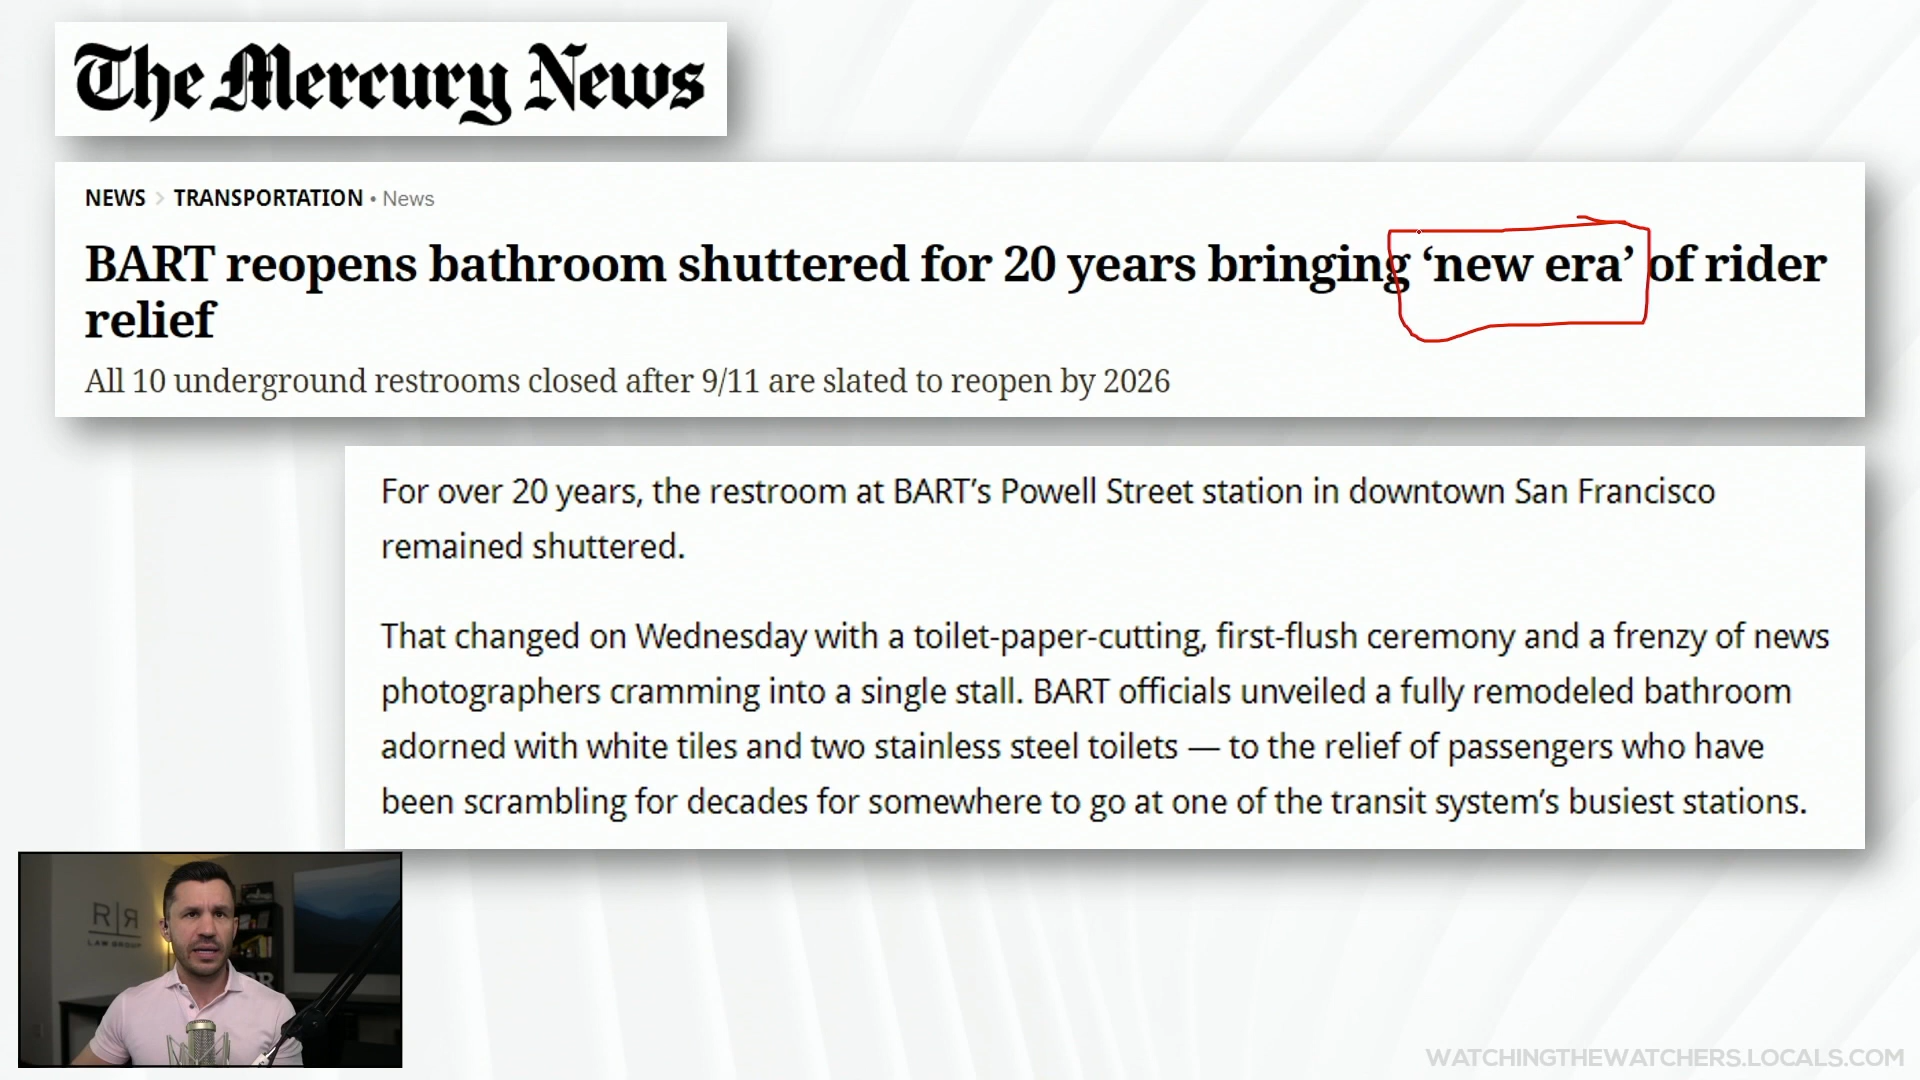 The Mercury News
NEWS > TRANSPORTATION • News
BART reopens bathroom shuttered for 20 years bringing ‘new era’ of rider
relief
All 10 underground restrooms closed after 9/11 are slated to reopen by 2026
For over 20 years, the restroom at BART’s Powell Street station in downtown San Francisco
remained shuttered.
That changed on Wednesday with a toilet-paper-cutting, first-flush ceremony and a frenzy of news
photographers cramming into a single stall. BART officials unveiled a fully remodeled bathroom
adorned with white tiles and two stainless steel toilets — to the relief of passengers who have
been scrambling for decades for somewhere to go at one of the transit system’s busiest stations.
R|R
LAW GROUP
WATCHINGTHEWATCHERS.LOCALS.COM